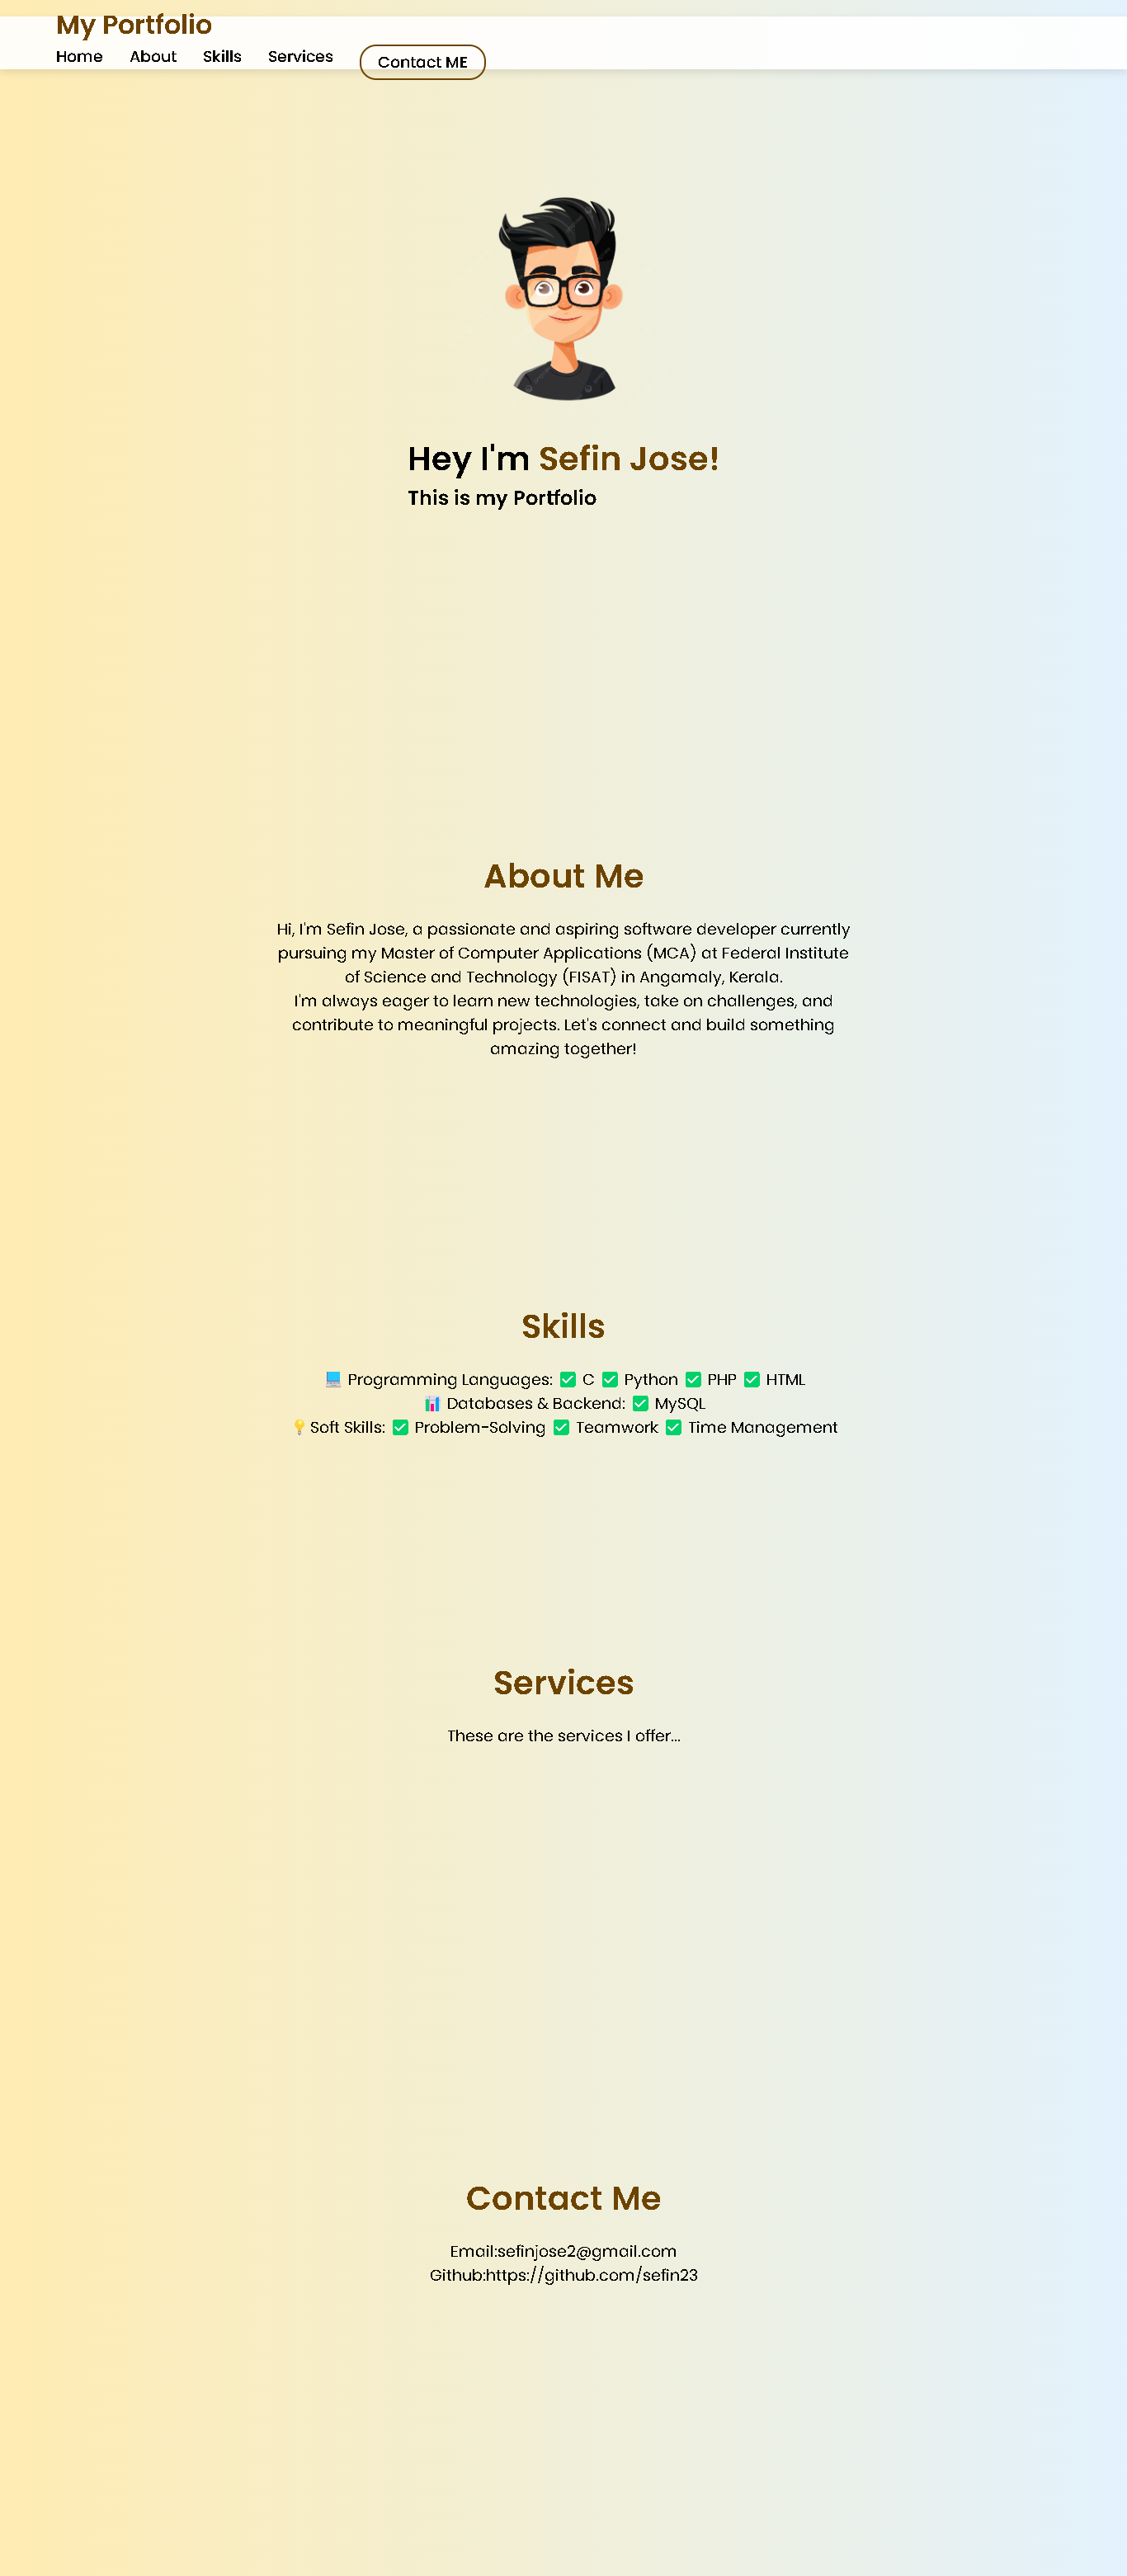 My Portfolio
Home About Skills Services Contact ME
Hey I'm Sefin Jose!
This is my Portfolio
About Me
Hi, I'm Sefin Jose, a passionate and aspiring software developer currently
pursuing my Master of Computer Applications (MCA) at Federal Institute
of Science and Technology (FISAT) in Angamaly, Kerala.
I'm always eager to learn new technologies, take on challenges, and
contribute to meaningful projects. Let's connect and build something
amazing together!
Skills
💻 Programming Languages: ✅ C ✅ Python ✅ PHP ✅ HTML
📊 Databases & Backend: ✅ MySQL
💡Soft Skills: ✅ Problem-Solving ✅ Teamwork ✅ Time Management
Services
These are the services I offer...
Contact Me
Email:sefinjose2@gmail.com
Github:https://github.com/sefin23